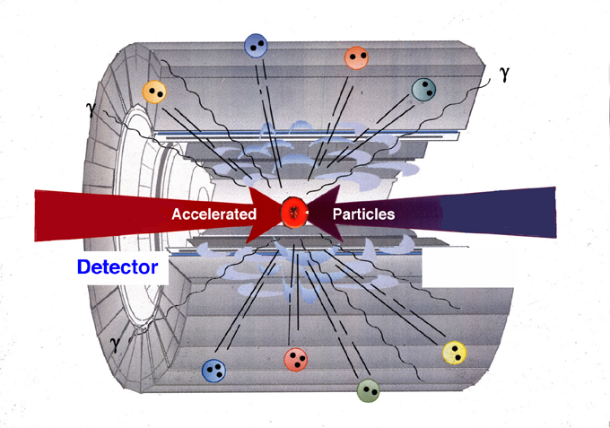 γ
γ
Accelerated Particles
Detector
γ